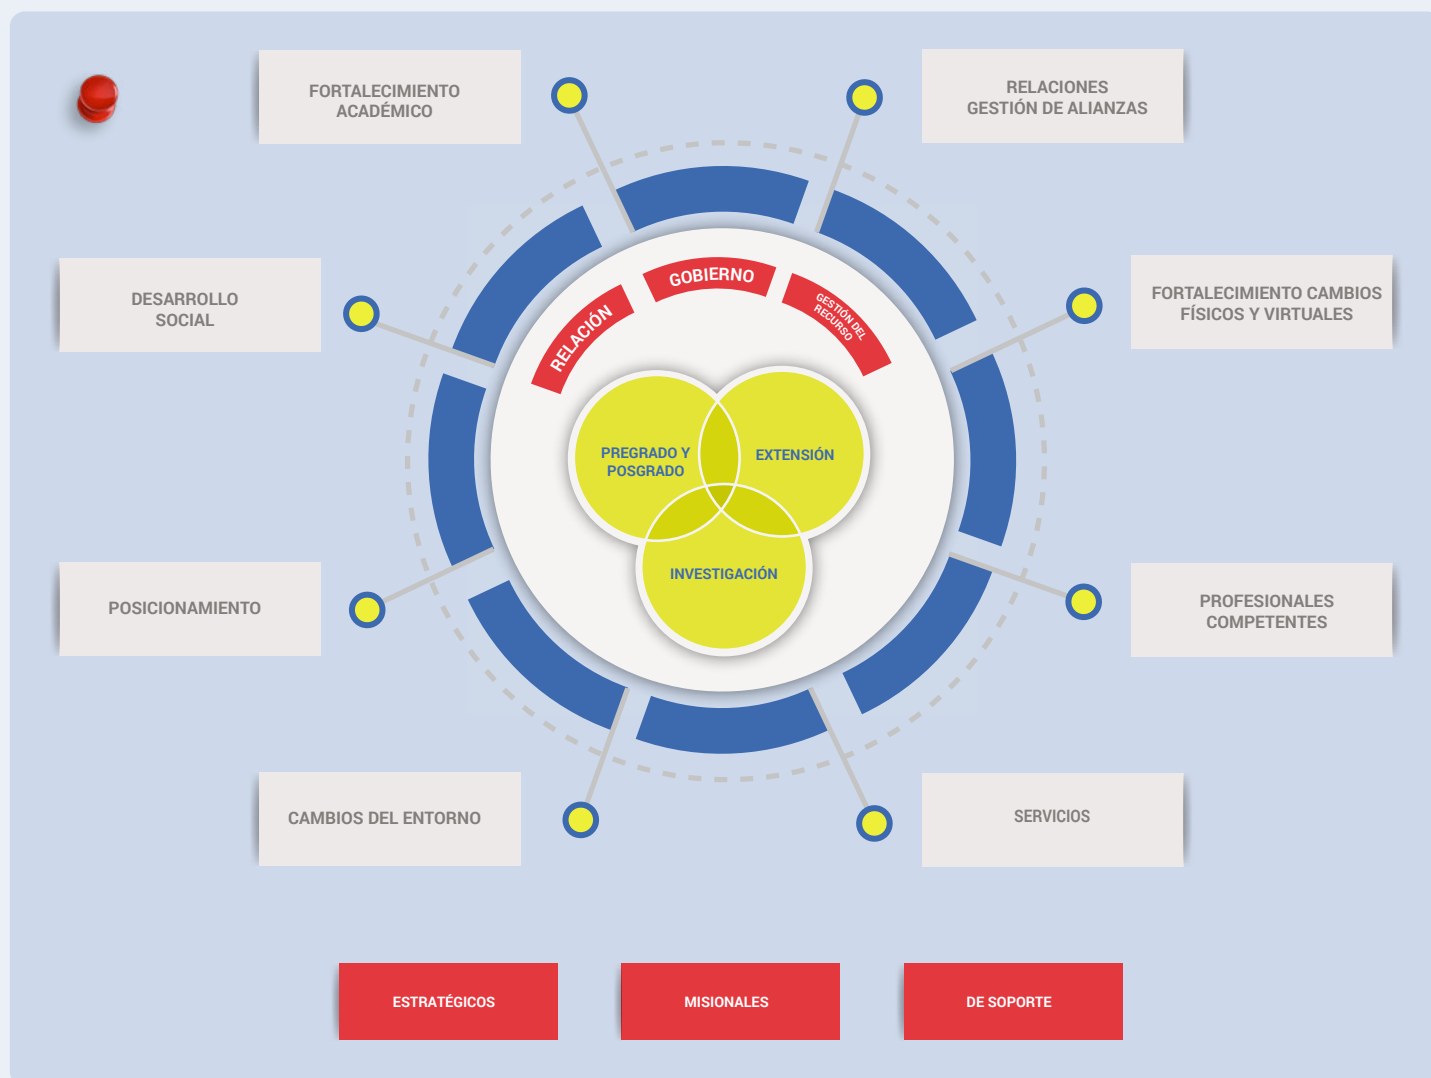 FORTALECIMIENTO
ACADÉMICO
RELACIONES
GESTIÓN DE ALIANZAS
DESARROLLO
SOCIAL
FORTALECIMIENTO CAMBIOS
FÍSICOS Y VIRTUALES
RELACIÓN
GOBIERNO
GESTIÓN DEL
RECURSO
PREGRADO Y
POSGRADO
EXTENSIÓN
INVESTIGACIÓN
POSICIONAMIENTO
PROFESIONALES
COMPETENTES
CAMBIOS DEL ENTORNO
SERVICIOS
ESTRATÉGICOS
MISIONALES
DE SOPORTE